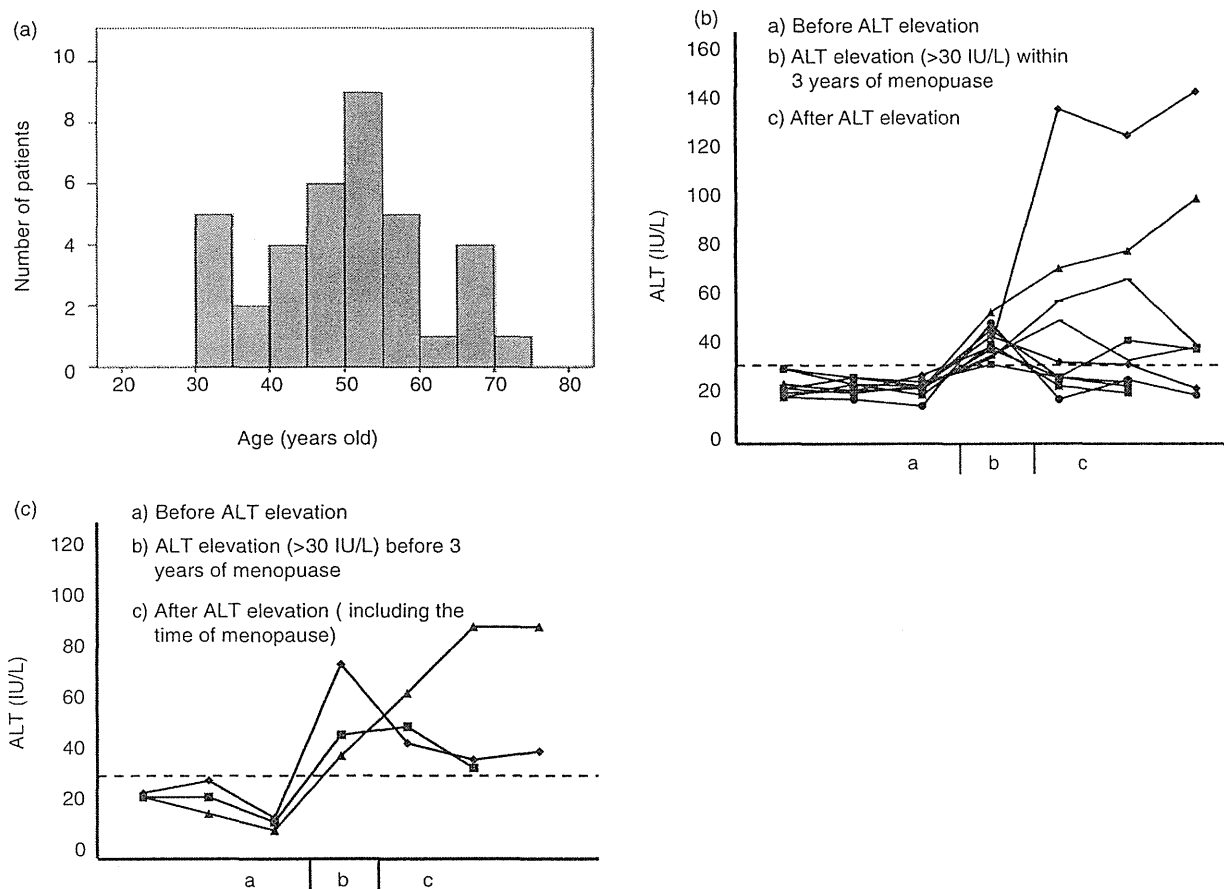 (a)
10
8
6
4
2
0
Number of patients
20 30 40 50 60 70 80
Age (years old)
(b)
a) Before ALT elevation
b) ALT elevation (>30 IU/L) within
3 years of menopuase
c) After ALT elevation
160
140
120
100
80
60
40
20
0
ALT (IU/L)
a b c
(c)
a) Before ALT elevation
b) ALT elevation (>30 IU/L) before 3
years of menopuase
c) After ALT elevation ( including the
time of menopause)
120
100
80
60
40
20
0
ALT (IU/L)
a b c